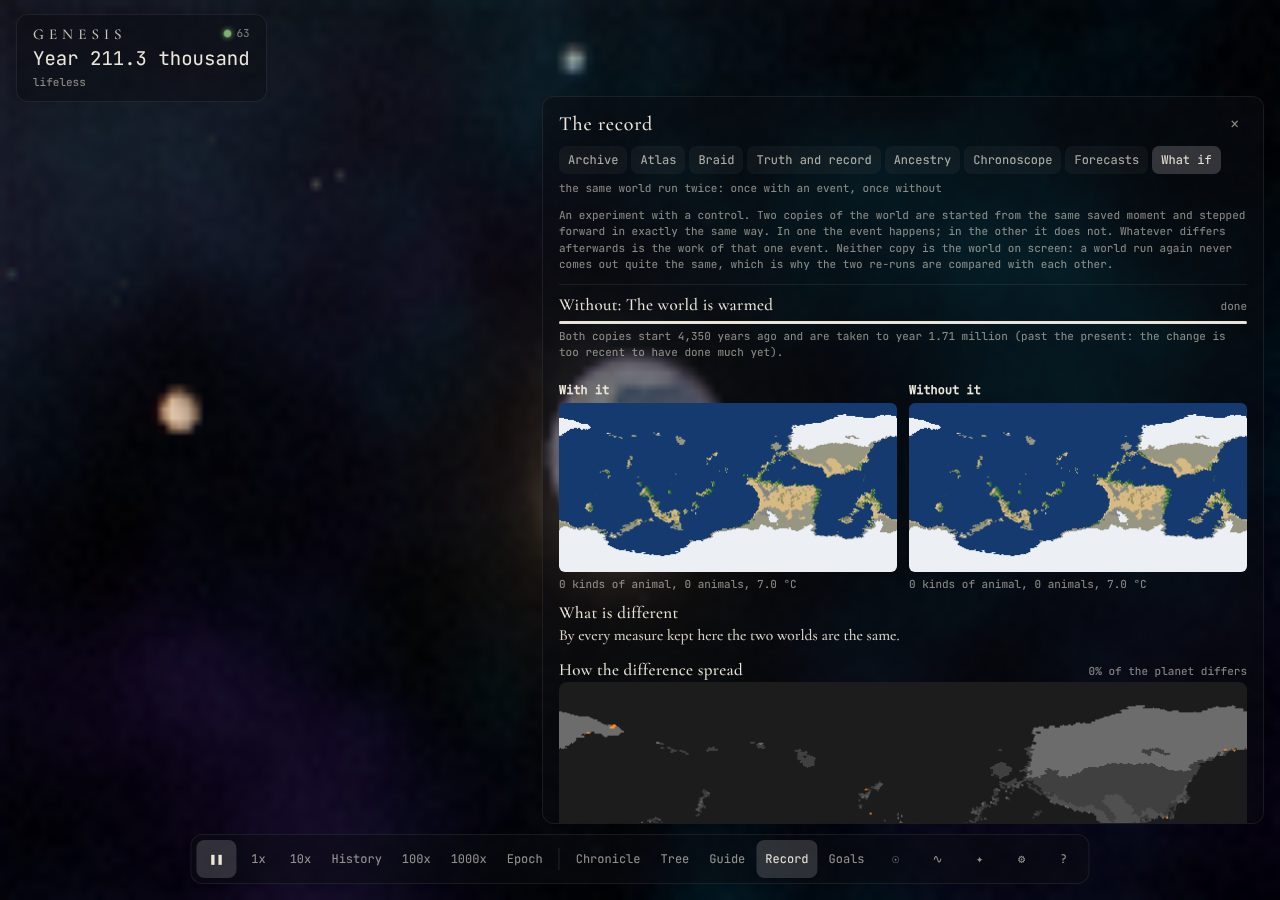 GENESIS
63
Year 211.3 thousand
lifeless
The record
×
Archive Atlas Braid Truth and record Ancestry Chronoscope Forecasts What if
the same world run twice: once with an event, once without
An experiment with a control. Two copies of the world are started from the same saved moment and stepped
forward in exactly the same way. In one the event happens; in the other it does not. Whatever differs
afterwards is the work of that one event. Neither copy is the world on screen: a world run again never
comes out quite the same, which is why the two re-runs are compared with each other.
Without: The world is warmed
done
Both copies start 4,350 years ago and are taken to year 1.71 million (past the present: the change is
too recent to have done much yet).
With it
Without it
0 kinds of animal, 0 animals, 7.0 °C
0 kinds of animal, 0 animals, 7.0 °C
What is different
By every measure kept here the two worlds are the same.
How the difference spread
0% of the planet differs
1x 10x History 100x 1000x Epoch Chronicle Tree Guide Record Goals ?